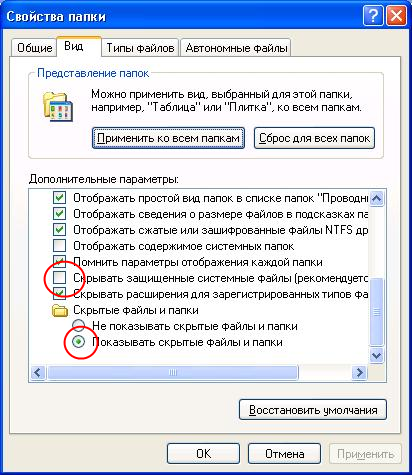 Свойства папки
Общие Вид Типы файлов Автономные файлы
Представление папок
Можно применить вид, выбранный для этой папки,
например, "Таблица" или "Плитка", ко всем папкам.
Применить ко всем папкам Сброс для всех папок
Дополнительные параметры:
Отображать простой вид папок в списке папок "Проводни
Отображать сведения о размере файлов в подсказках па
Отображать сжатые или зашифрованные файлы NTFS др
Отображать содержимое системных папок
Помнить параметры отображения каждой папки
Скрывать защищенные системные файлы (рекомендуетс
Скрывать расширения для зарегистрированных типов фа
Скрытые файлы и папки
Не показывать скрытые файлы и папки
Показывать скрытые файлы и папки
Восстановить умолчания
OK Отмена Применить